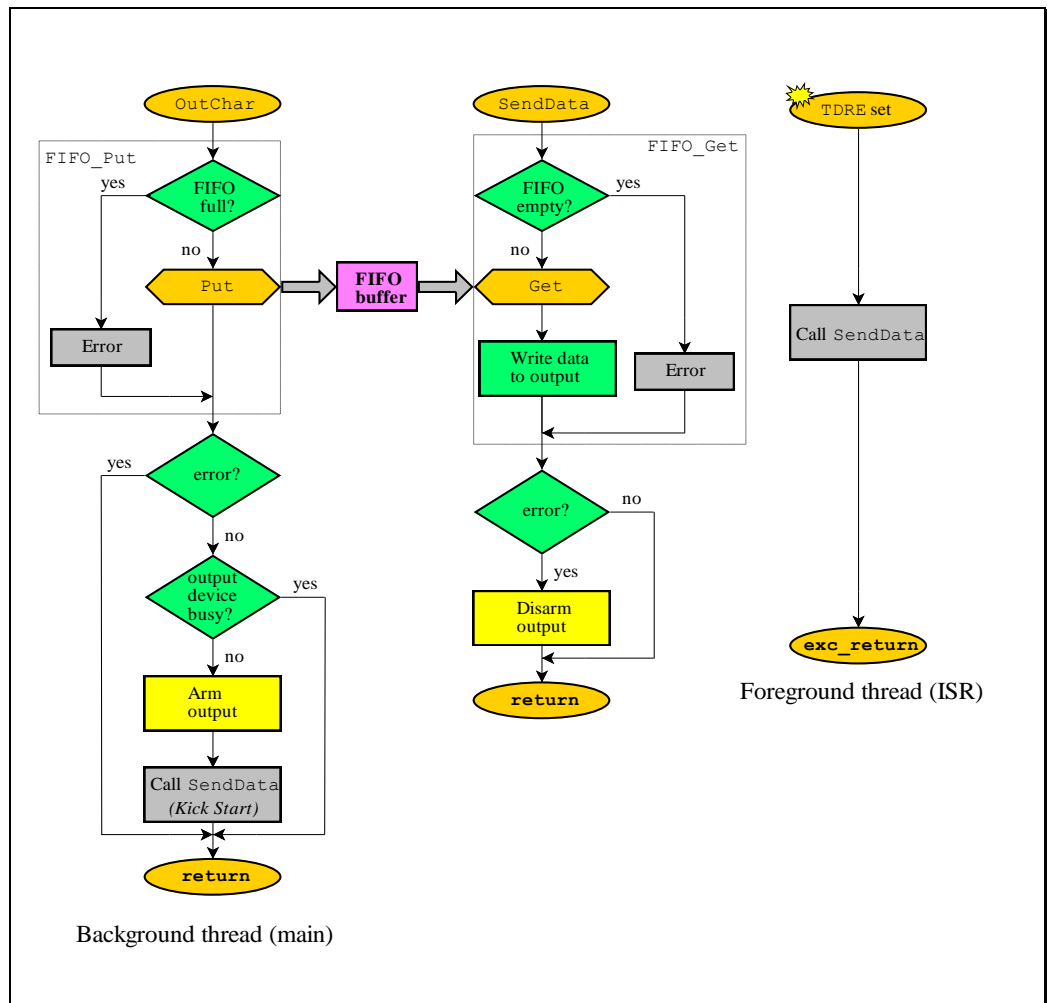 OutChar
FIFO_Put
yes
FIFO
full?
no
Put
Error
yes
error?
no
output
device
busy?
yes
no
Arm
output
Call SendData
(Kick Start)
return
Background thread (main)
FIFO
buffer
SendData
FIFO_Get
FIFO
empty?
yes
no
Get
Write data
to output
Error
error?
no
yes
Disarm
output
return
TDRE set
Call SendData
exc_return
Foreground thread (ISR)